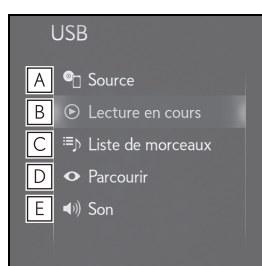 USB
A Source
B Lecture en cours
C Liste de morceaux
D Parcourir
E Son